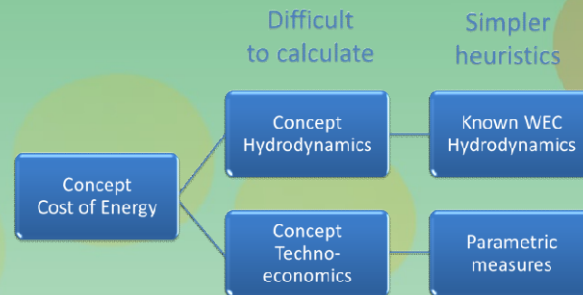 Difficult
to calculate
Simpler
heuristics
Concept
Hydrodynamics
Known WEC
Hydrodynamics
Concept
Cost of Energy
Concept
Techno-
economics
Parametric
measures